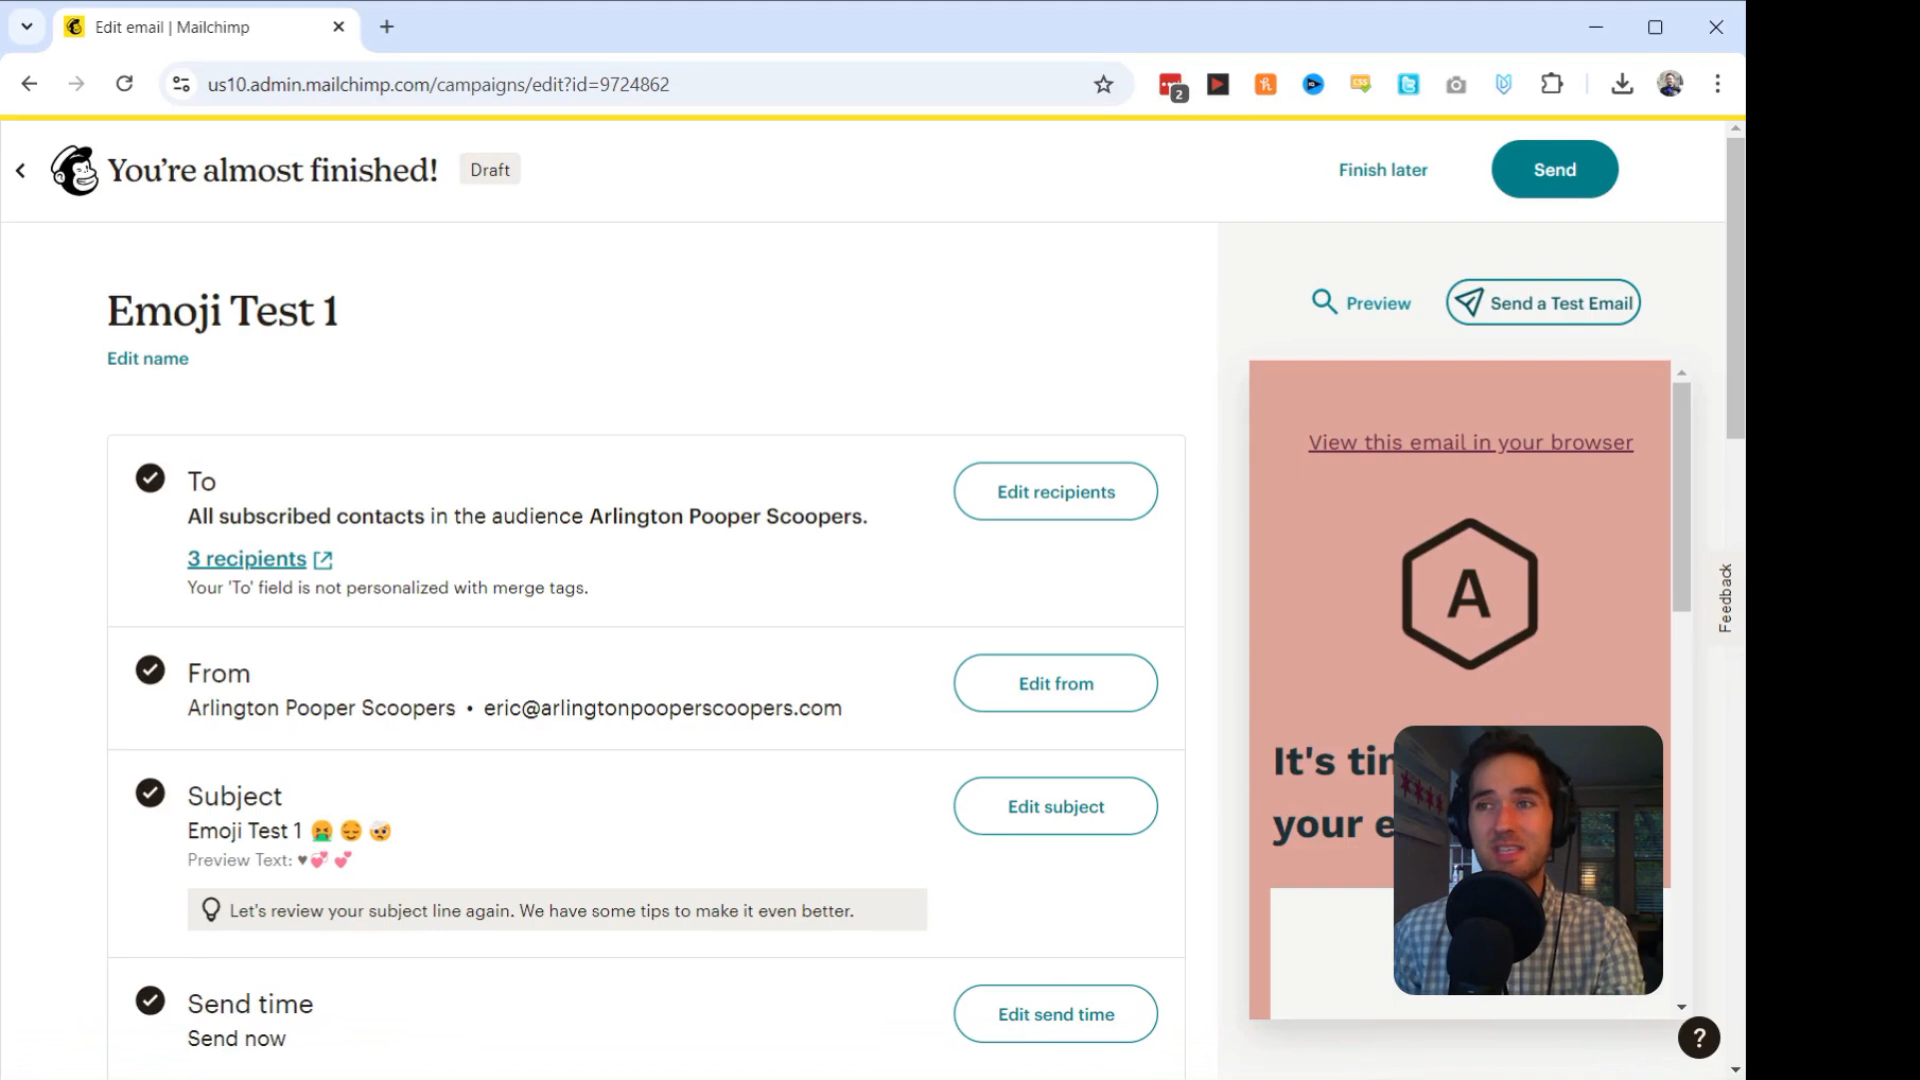 Edit email | Mailchimp
us10.admin.mailchimp.com/campaigns/edit?id=9724862
2
You're almost finished!
Draft
Finish later
Send
Emoji Test 1
Edit name
Preview
Send a Test Email
To
All subscribed contacts in the audience Arlington Pooper Scoopers.
3 recipients
Your 'To' field is not personalized with merge tags.
Edit recipients
From
Arlington Pooper Scoopers • eric@arlingtonpooperscoopers.com
Edit from
Subject
Emoji Test 1 🤮 😌 🤕
Preview Text: ♥💞 💕
Edit subject
Let's review your subject line again. We have some tips to make it even better.
Send time
Send now
Edit send time
View this email in your browser
A
It's
your
Feedback
?